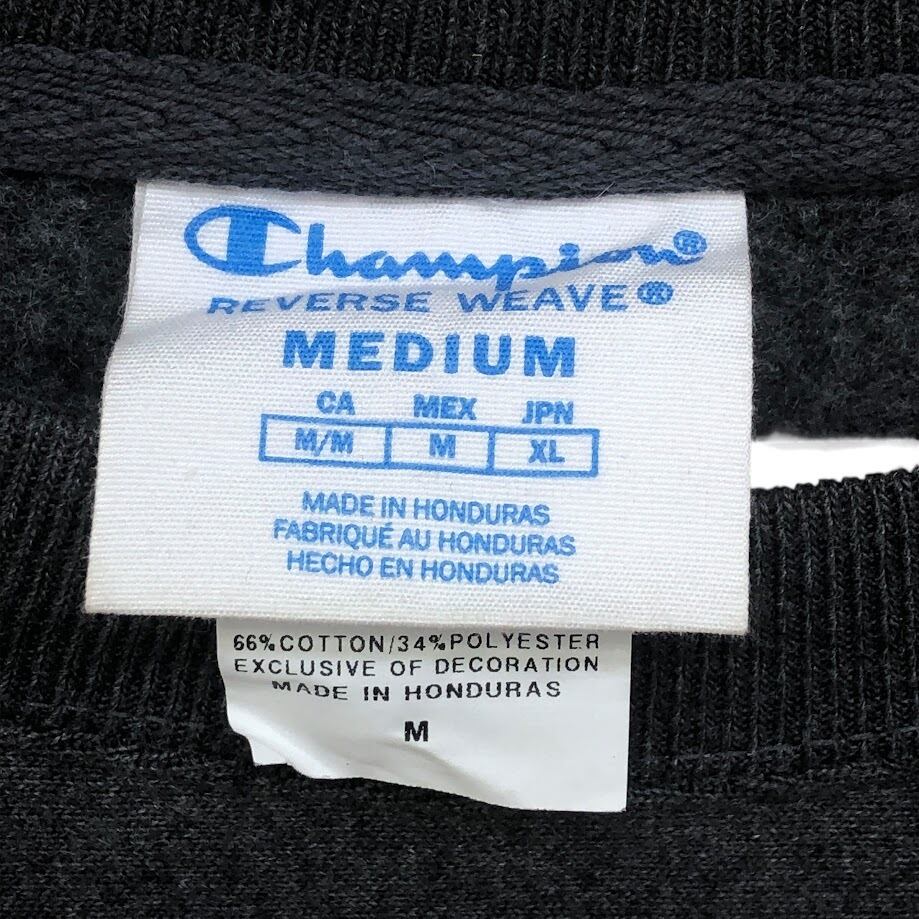 Champion®
REVERSE WEAVE®
MEDIUM
CA MEX JPN
M/M M XL
MADE IN HONDURAS
FABRIQUÉ AU HONDURAS
HECHO EN HONDURAS
66% COTTON/34% POLYESTER
EXCLUSIVE OF DECORATION
MADE IN HONDURAS
M